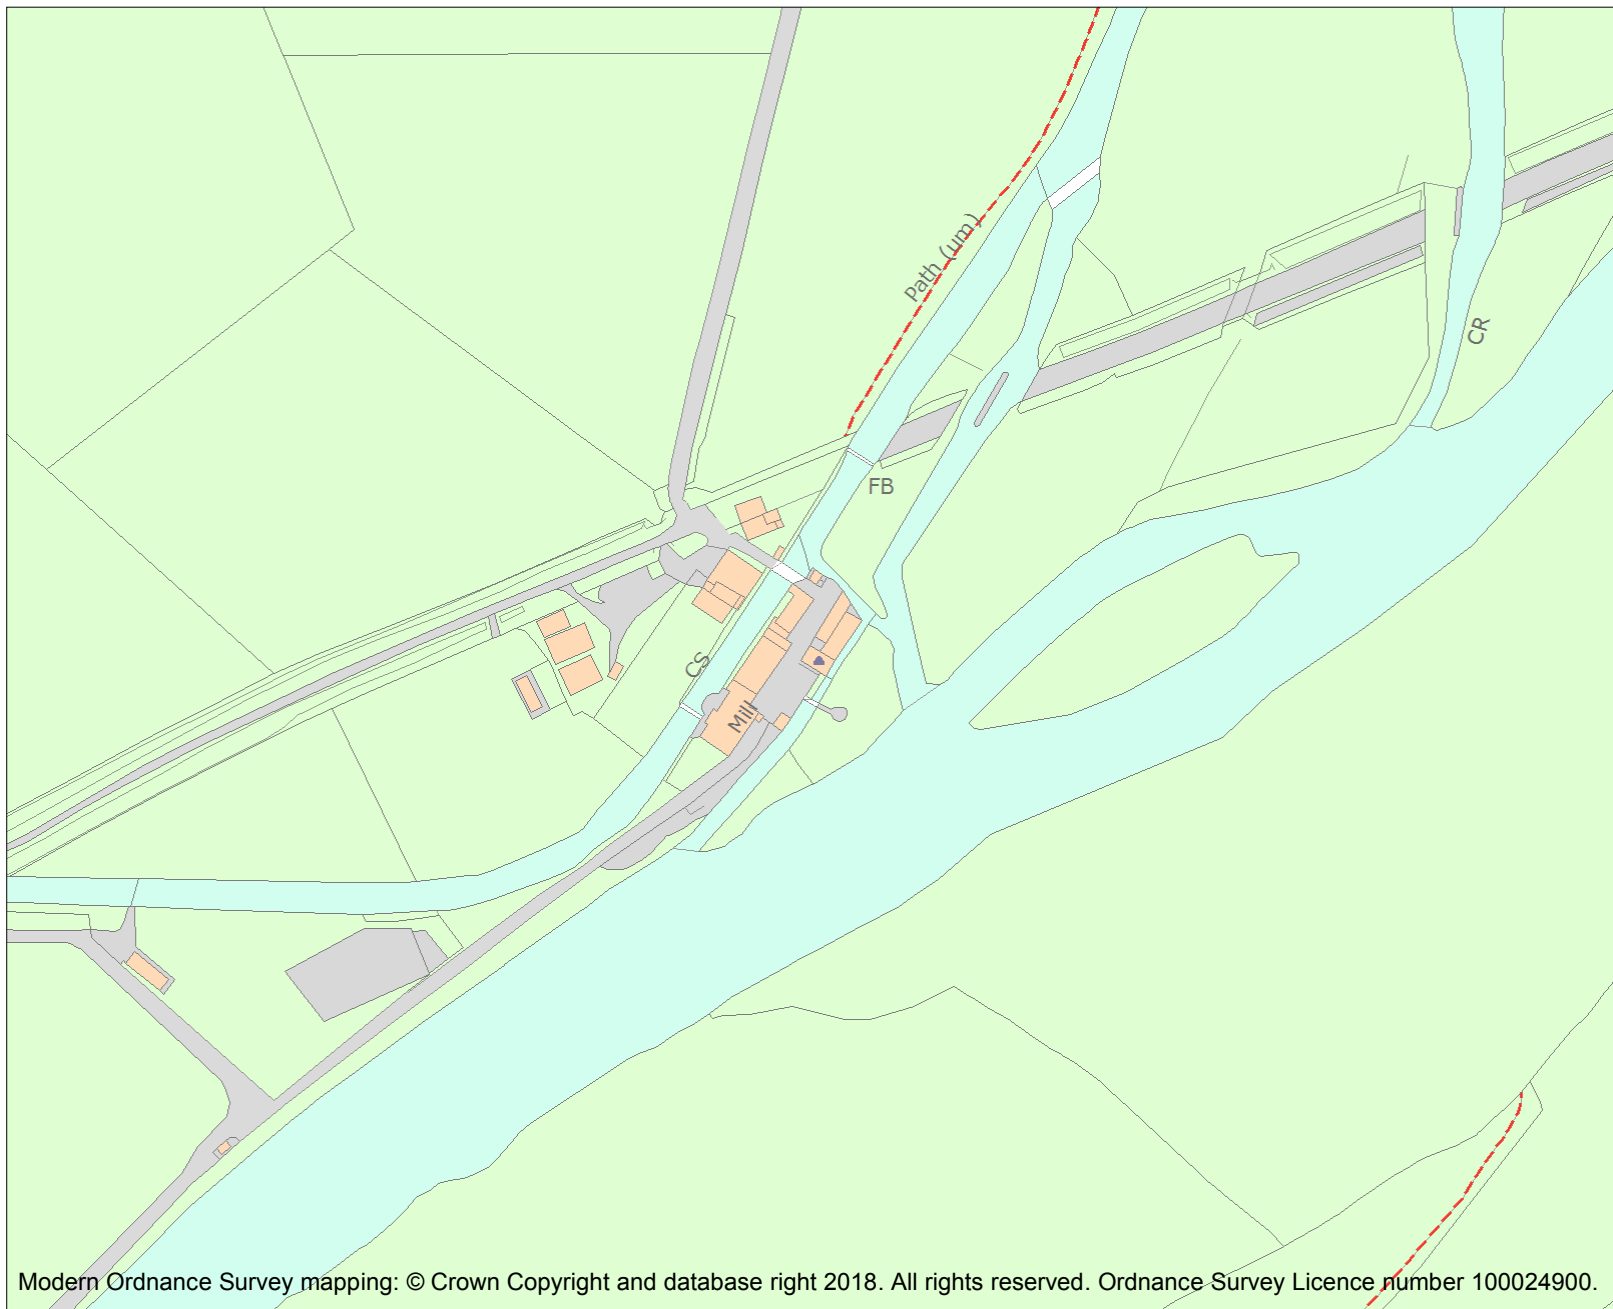 Path (um)
CR
FB
CS
Mill
Modern Ordnance Survey mapping: © Crown Copyright and database right 2018. All rights reserved. Ordnance Survey Licence number 100024900.